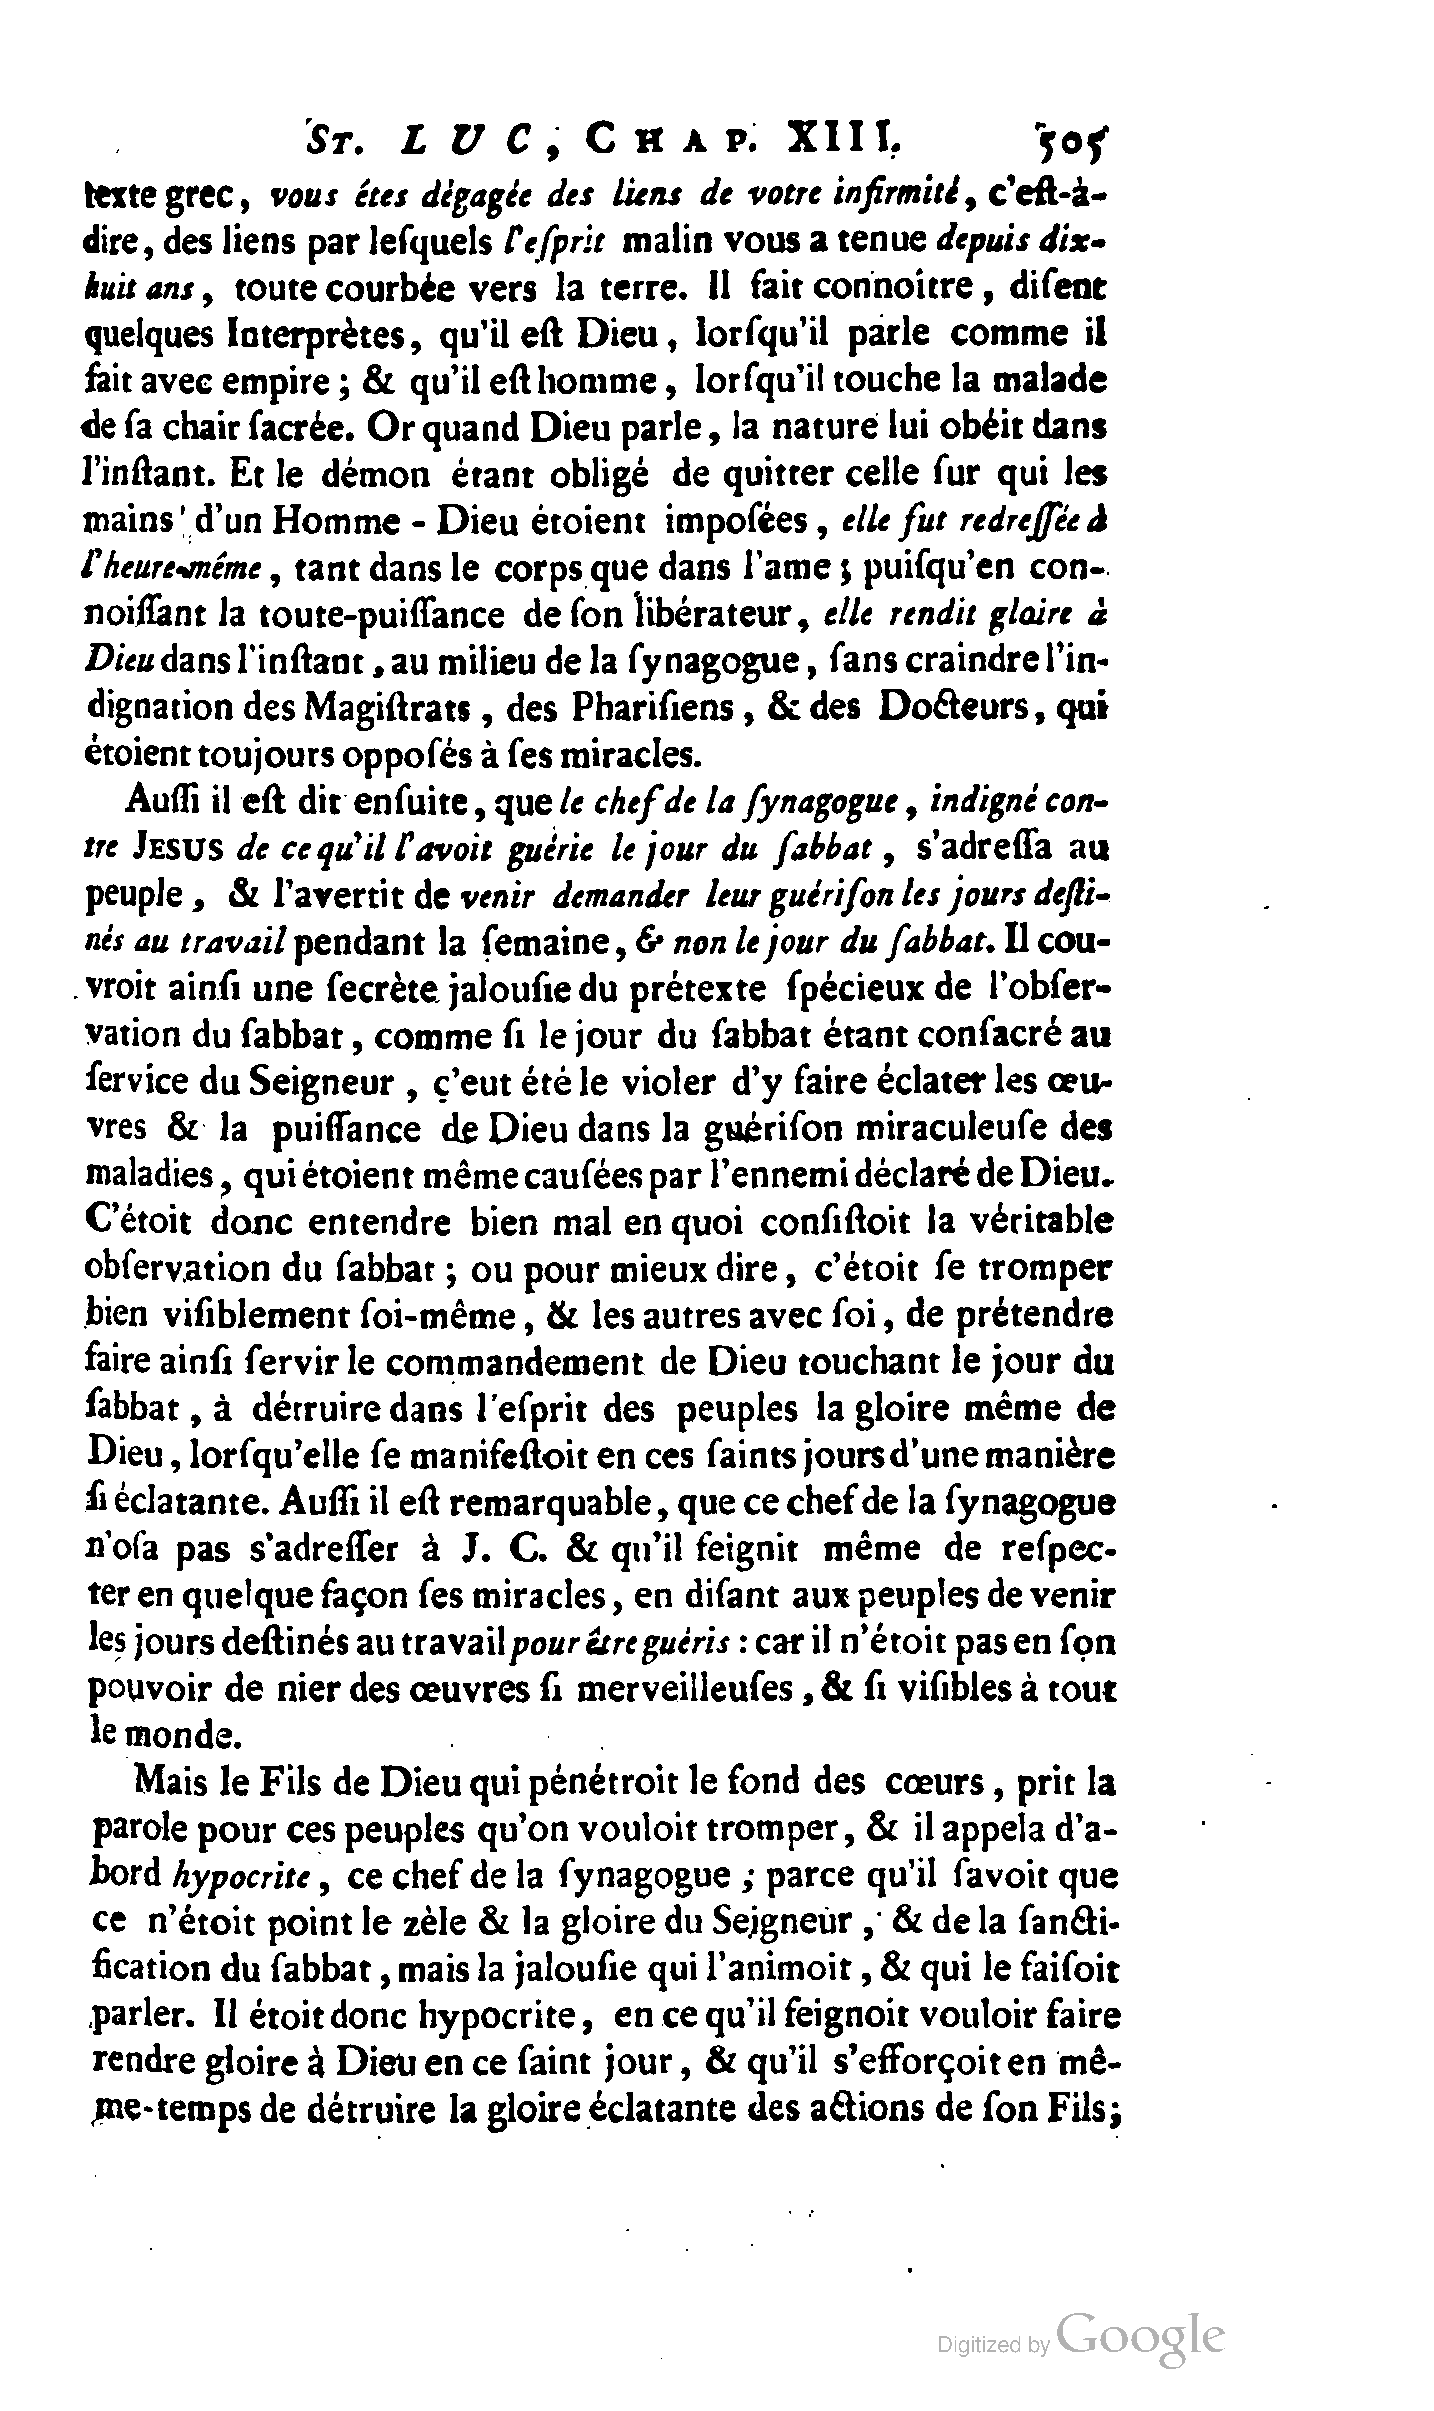 ST. LUC, CHAP. XIII. 505
texte grec, vous étes dégagée des liens de votre infirmité, c'eſt-à-
dire, des liens par leſquels l'eſprit malin vous a tenue depuis dix-
huit ans, toute courbée vers la terre. Il fait connoître, diſent
quelques Interprètes, qu'il eſt Dieu, lorſqu'il parle comme il
fait avec empire; & qu'il eſt homme, lorſqu'il touche la malade
de ſa chair ſacrée. Or quand Dieu parle, la nature lui obéit dans
l'inſtant. Et le démon étant obligé de quitter celle ſur qui les
mains d'un Homme-Dieu étoient impoſées, elle fut redreſſée à
l'heure-même, tant dans le corps que dans l'ame; puiſqu'en con-
noiſſant la toute-puiſſance de ſon libérateur, elle rendit gloire à
Dieu dans l'inſtant, au milieu de la ſynagogue, ſans craindre l'in-
dignation des Magiſtrats, des Phariſiens, & des Docteurs, qui
étoient toujours oppoſés à ſes miracles.
Auſſi il eſt dit enſuite, que le chef de la ſynagogue, indigné con-
tre JESUS de ce qu'il l'avoit guérie le jour du ſabbat, s'adreſſa au
peuple, & l'avertit de venir demander leur guériſon les jours deſti-
nés au travail pendant la ſemaine, & non le jour du ſabbat. Il cou-
vroit ainſi une ſecrète jalouſie du prétexte ſpécieux de l'obſer-
vation du ſabbat, comme ſi le jour du ſabbat étant conſacré au
ſervice du Seigneur, ç'eut été le violer d'y faire éclater les œu-
vres & la puiſſance de Dieu dans la guériſon miraculeuſe des
maladies, qui étoient même cauſées par l'ennemi déclaré de Dieu.
C'étoit donc entendre bien mal en quoi conſiſtoit la véritable
obſervation du ſabbat; ou pour mieux dire, c'étoit ſe tromper
bien viſiblement ſoi-même, & les autres avec ſoi, de prétendre
faire ainſi ſervir le commandement de Dieu touchant le jour du
ſabbat, à détruire dans l'eſprit des peuples la gloire même de
Dieu, lorſqu'elle ſe manifeſtoit en ces ſaints jours d'une manière
ſi éclatante. Auſſi il eſt remarquable, que ce chef de la ſynagogue
n'oſa pas s'adreſſer à J. C. & qu'il feignit même de reſpec-
ter en quelque façon ſes miracles, en diſant aux peuples de venir
les jours deſtinés au travail pour être guéris: car il n'étoit pas en ſon
pouvoir de nier des œuvres ſi merveilleuſes, & ſi viſibles à tout
le monde.
Mais le Fils de Dieu qui pénétroit le fond des cœurs, prit la
parole pour ces peuples qu'on vouloit tromper, & il appela d'a-
bord hypocrite, ce chef de la ſynagogue; parce qu'il ſavoit que
ce n'étoit point le zèle & la gloire du Seigneur, & de la ſancti-
fication du ſabbat, mais la jalouſie qui l'animoit, & qui le faiſoit
parler. Il étoit donc hypocrite, en ce qu'il feignoit vouloir faire
rendre gloire à Dieu en ce ſaint jour, & qu'il s'efforçoit en mê-
me-temps de détruire la gloire éclatante des actions de ſon Fils;
Digitized by Google